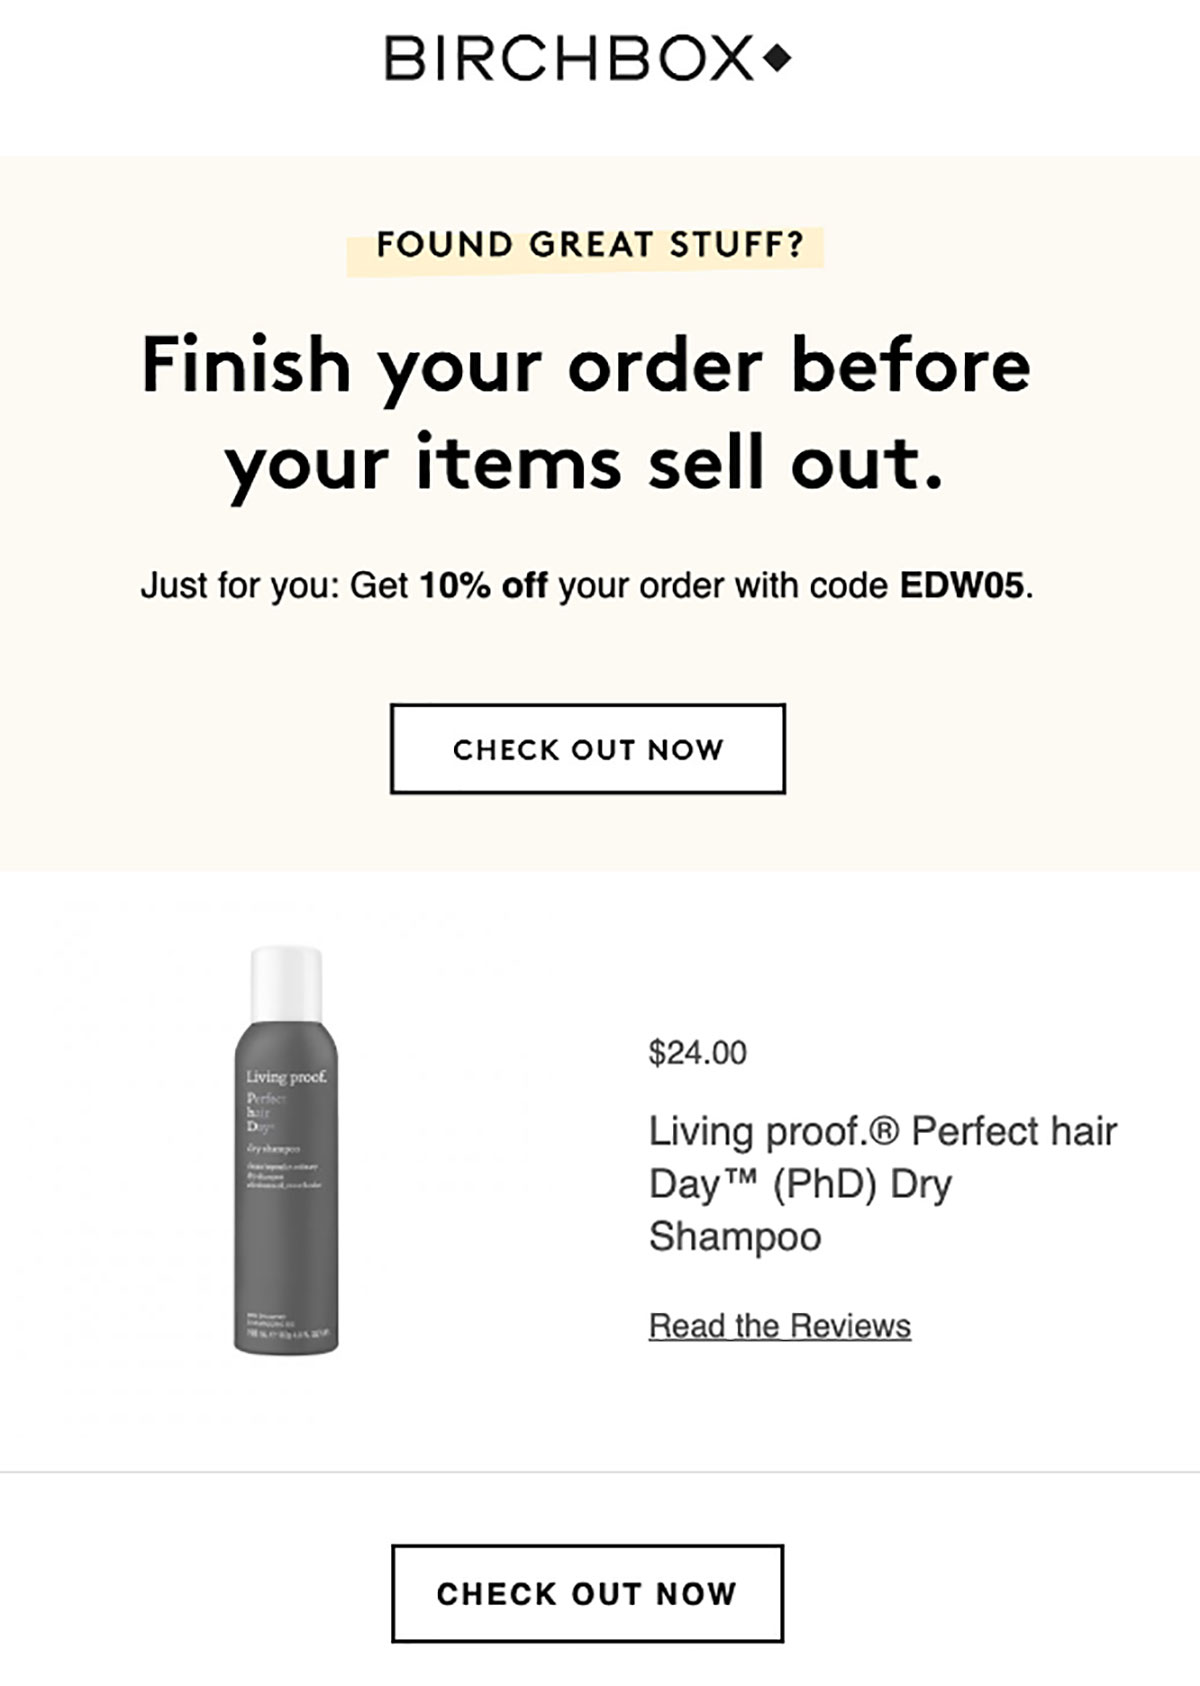 BIRCHBOX
FOUND GREAT STUFF?
Finish your order before
your items sell out.
Just for you: Get 10% off your order with code EDW05.
CHECK OUT NOW
Living proof.
Perfect
hair
Day
dry shampoo
$24.00
Living proof.® Perfect hair
Day™ (PhD) Dry
Shampoo
Read the Reviews
CHECK OUT NOW